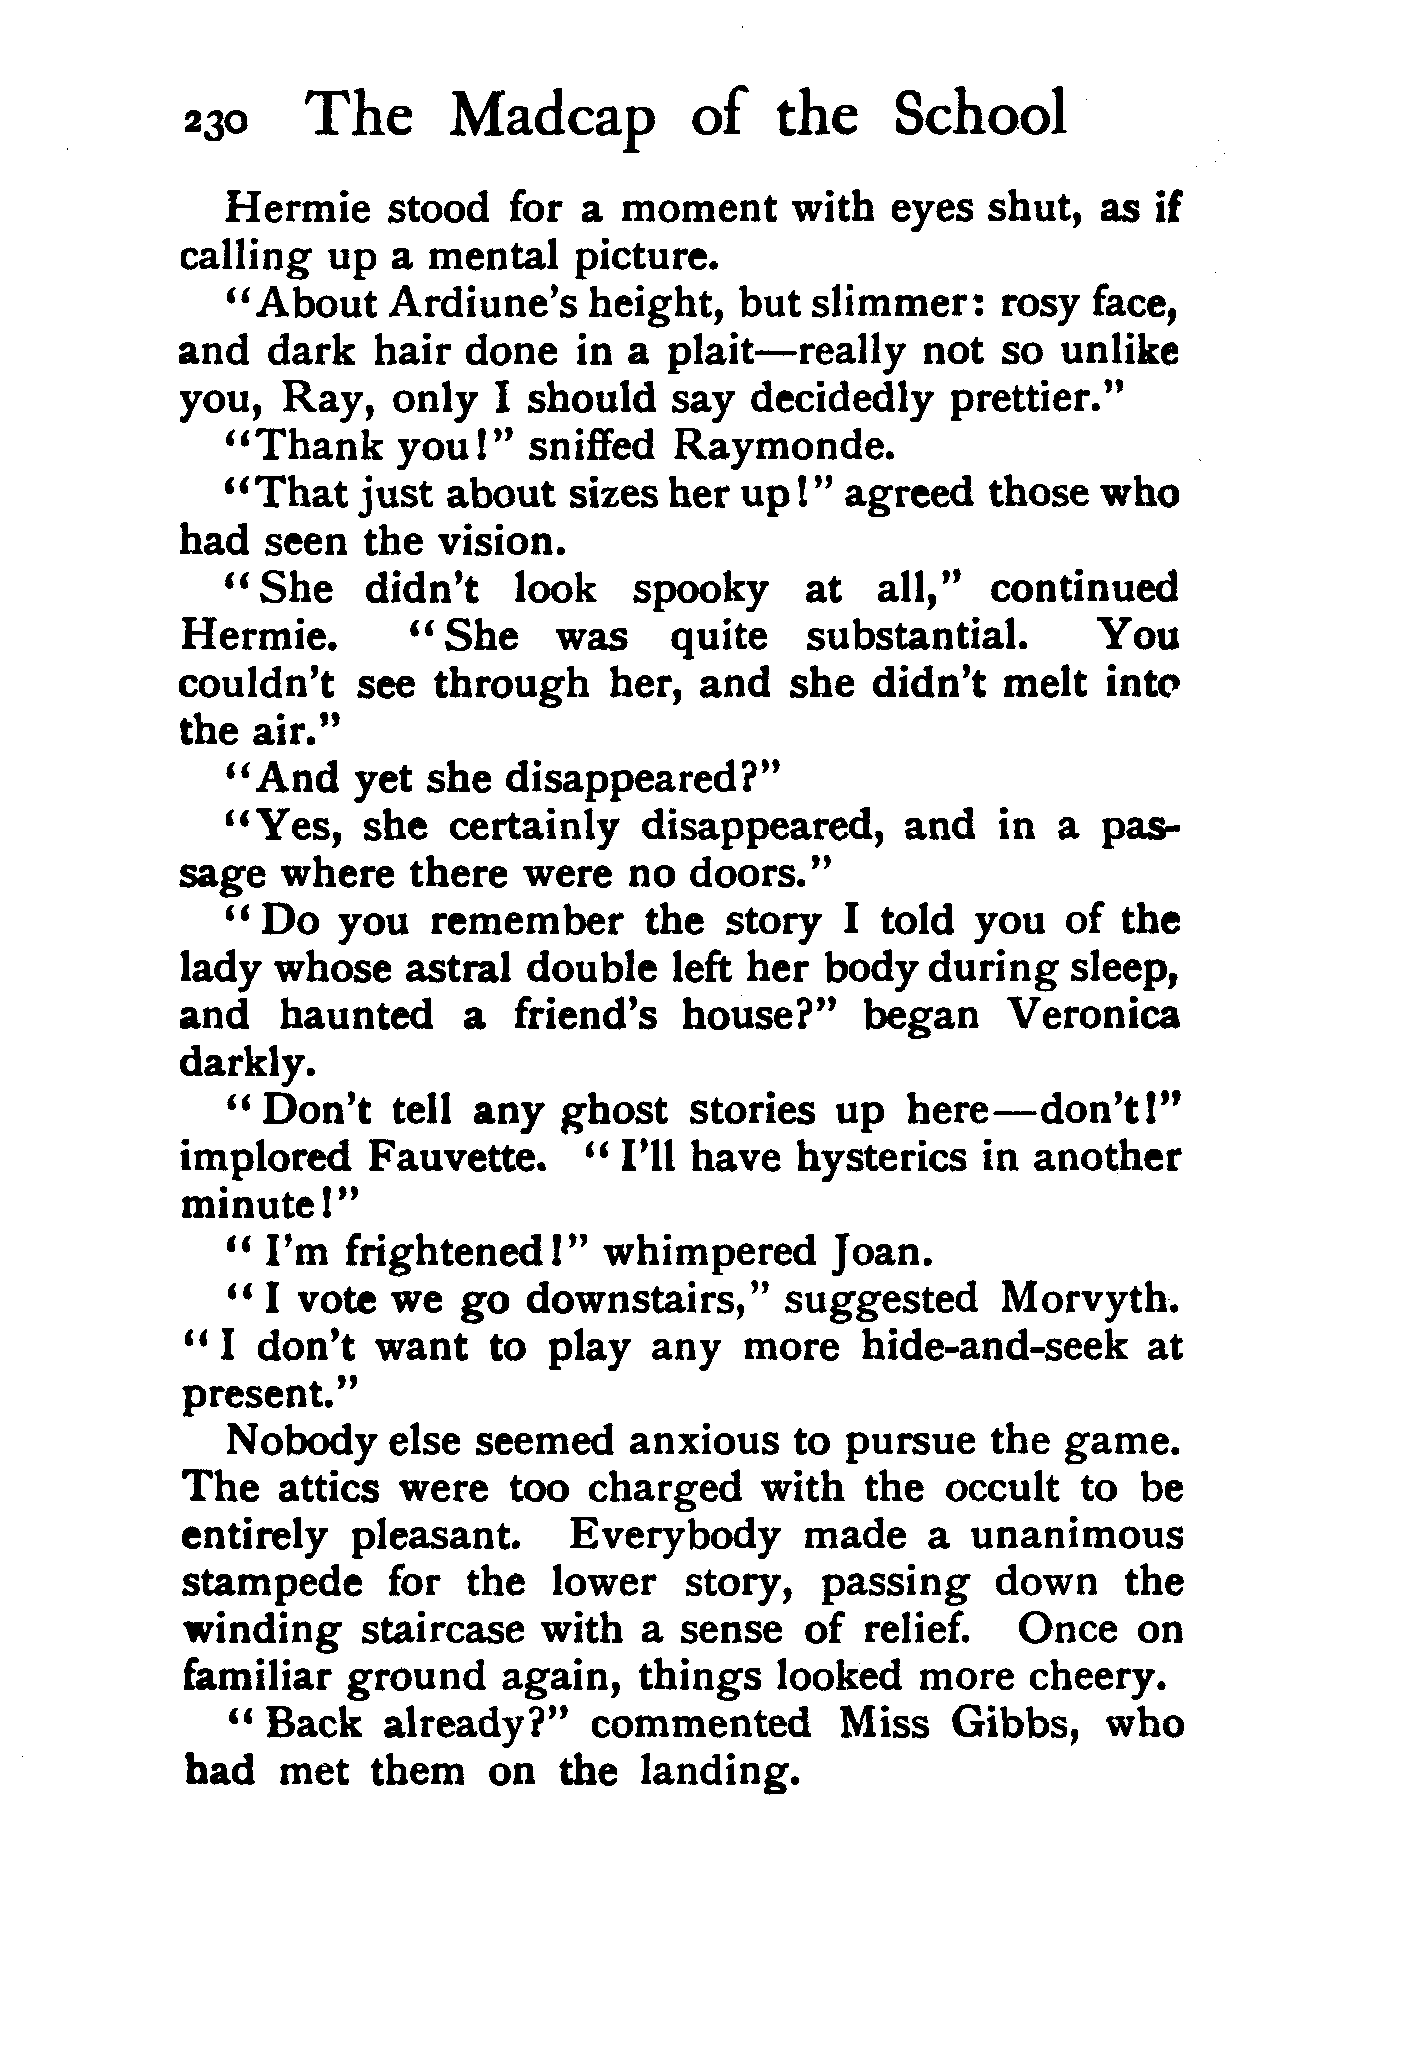 230 The Madcap of the School
Hermie stood for a moment with eyes shut, as if
calling up a mental picture.
"About Ardiune's height, but slimmer: rosy face,
and dark hair done in a plait—really not so unlike
you, Ray, only I should say decidedly prettier."
"Thank you!" sniffed Raymonde.
"That just about sizes her up!" agreed those who
had seen the vision.
"She didn't look spooky at all," continued
Hermie. "She was quite substantial. You
couldn't see through her, and she didn't melt into
the air."
"And yet she disappeared?"
"Yes, she certainly disappeared, and in a pas-
sage where there were no doors."
"Do you remember the story I told you of the
lady whose astral double left her body during sleep,
and haunted a friend's house?" began Veronica
darkly.
"Don't tell any ghost stories up here—don't!"
implored Fauvette. "I'll have hysterics in another
minute!"
"I'm frightened!" whimpered Joan.
"I vote we go downstairs," suggested Morvyth.
"I don't want to play any more hide-and-seek at
present."
Nobody else seemed anxious to pursue the game.
The attics were too charged with the occult to be
entirely pleasant. Everybody made a unanimous
stampede for the lower story, passing down the
winding staircase with a sense of relief. Once on
familiar ground again, things looked more cheery.
"Back already?" commented Miss Gibbs, who
had met them on the landing.